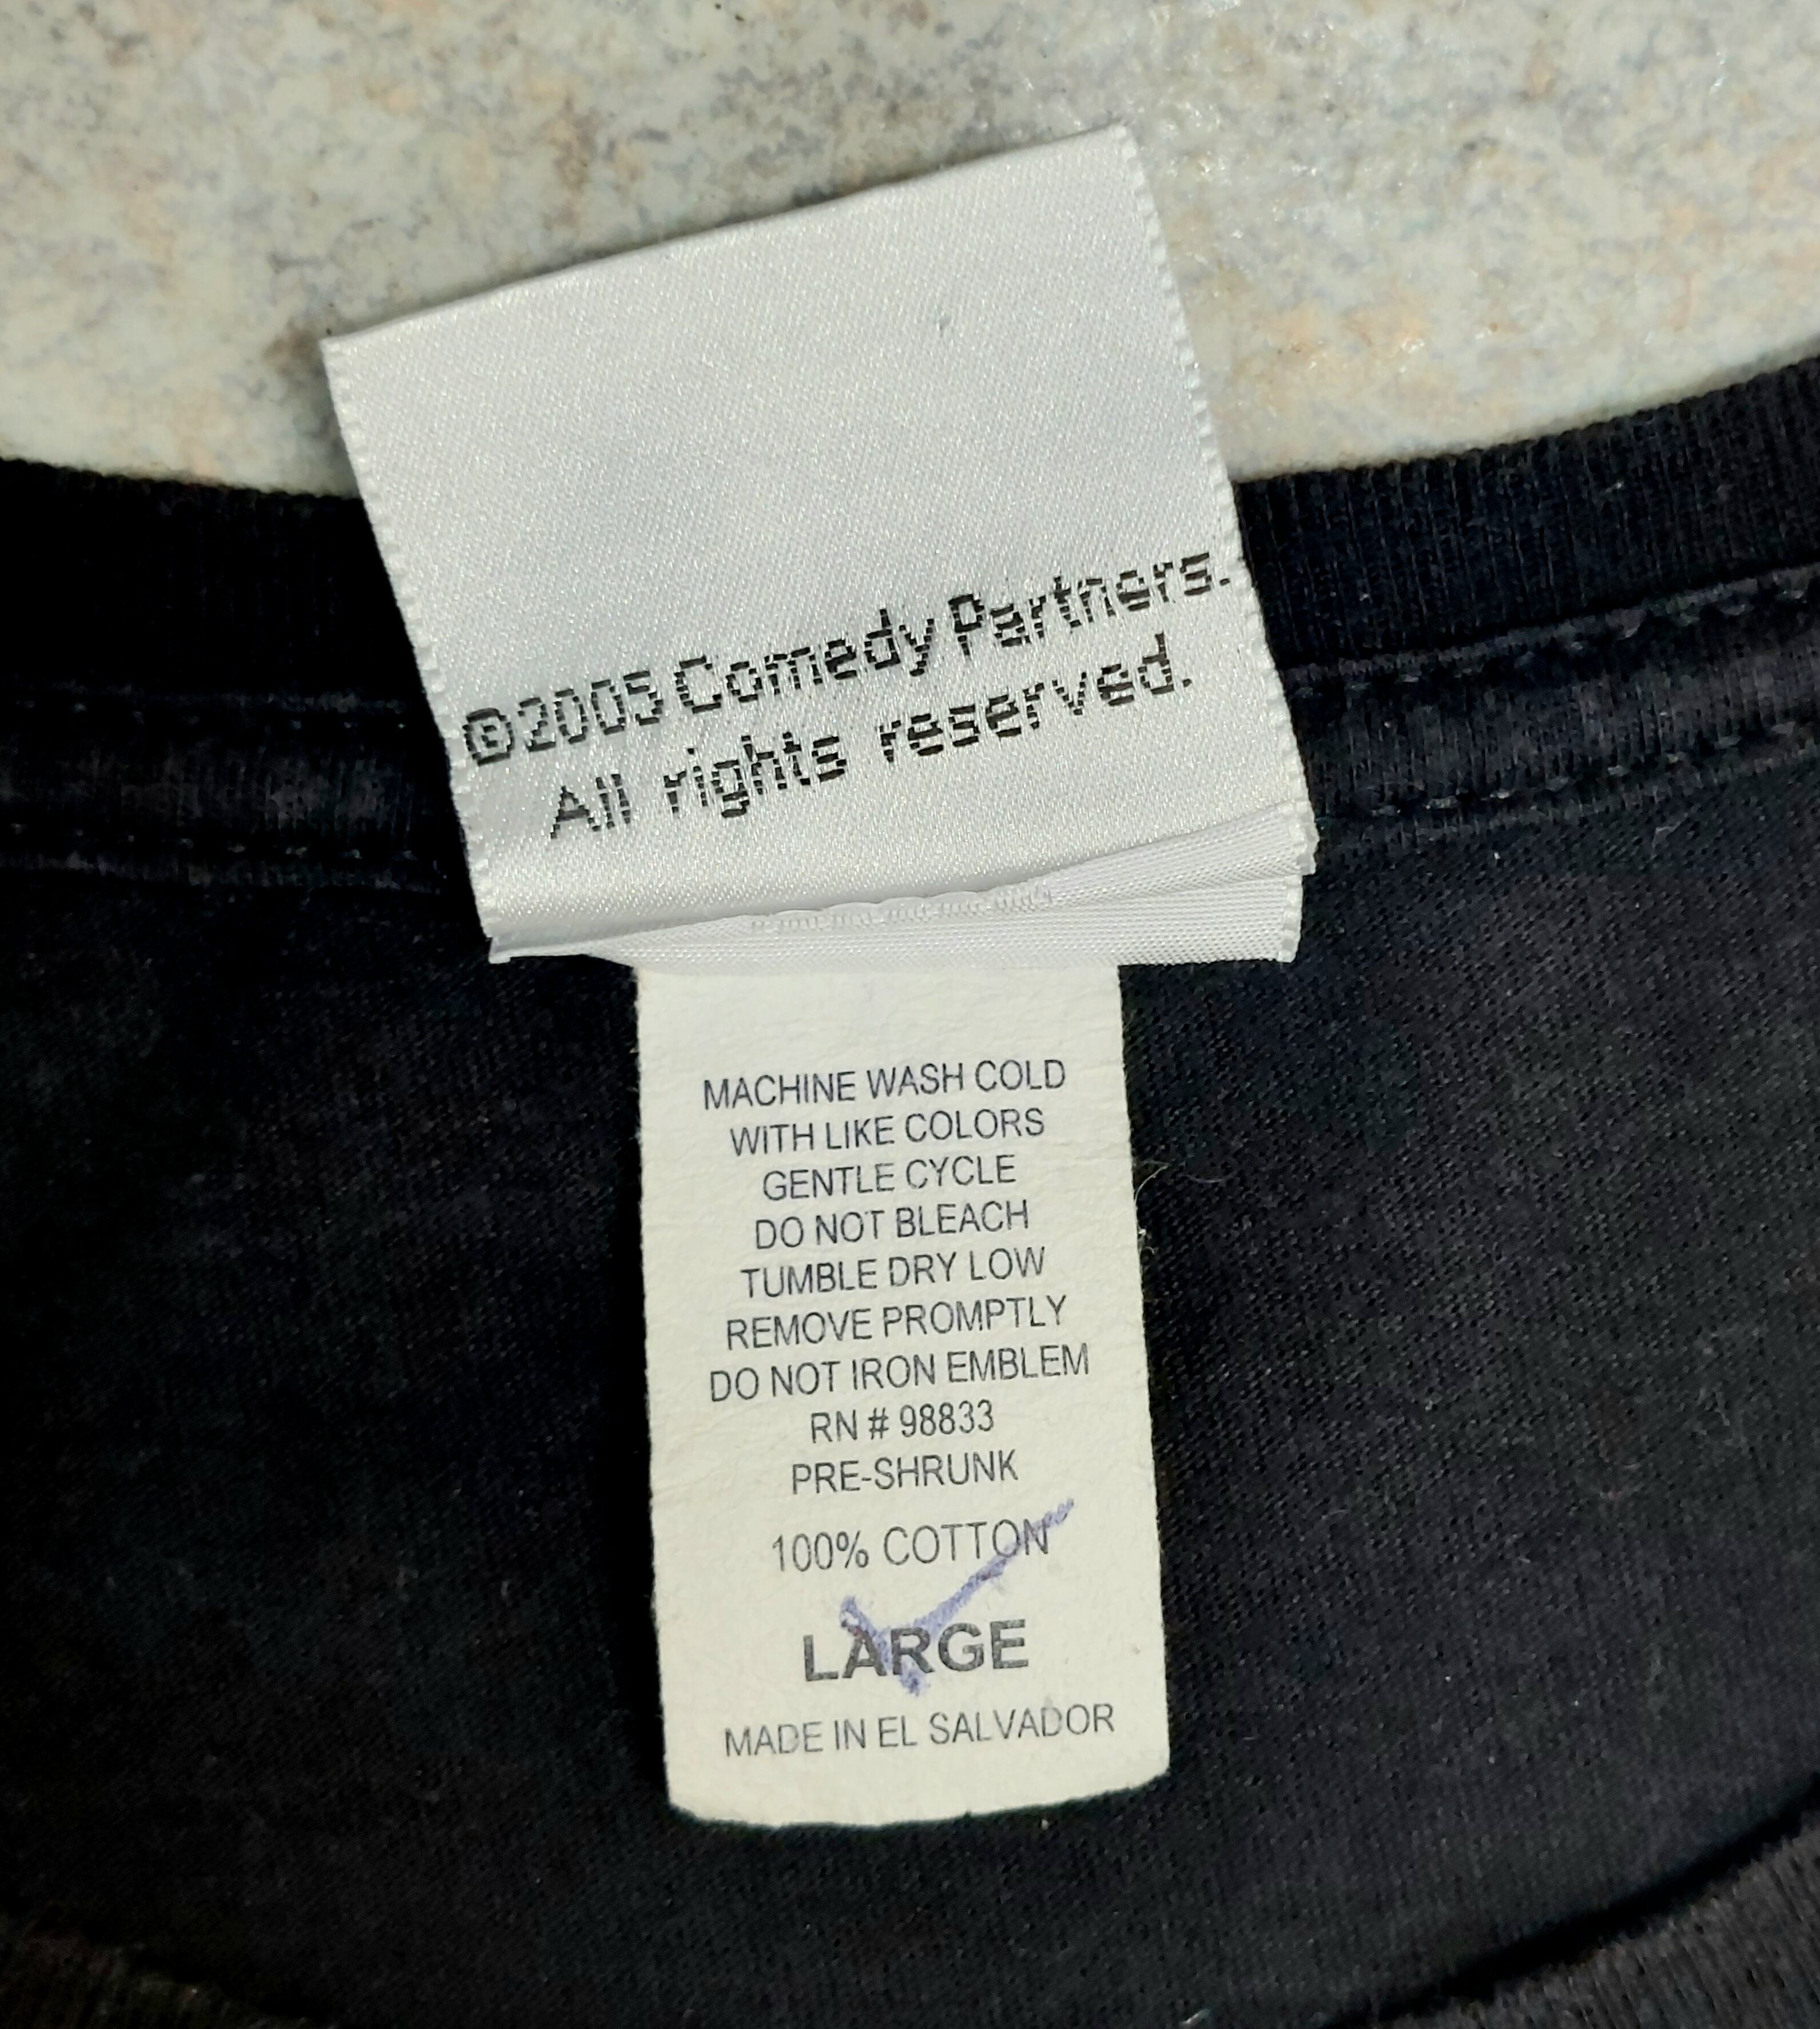 ©2005 Comedy Partners.
All rights reserved.
MACHINE WASH COLD
WITH LIKE COLORS
GENTLE CYCLE
DO NOT BLEACH
TUMBLE DRY LOW
REMOVE PROMPTLY
DO NOT IRON EMBLEM
RN # 98833
PRE-SHRUNK
100% COTTON
LARGE
MADE IN EL SALVADOR